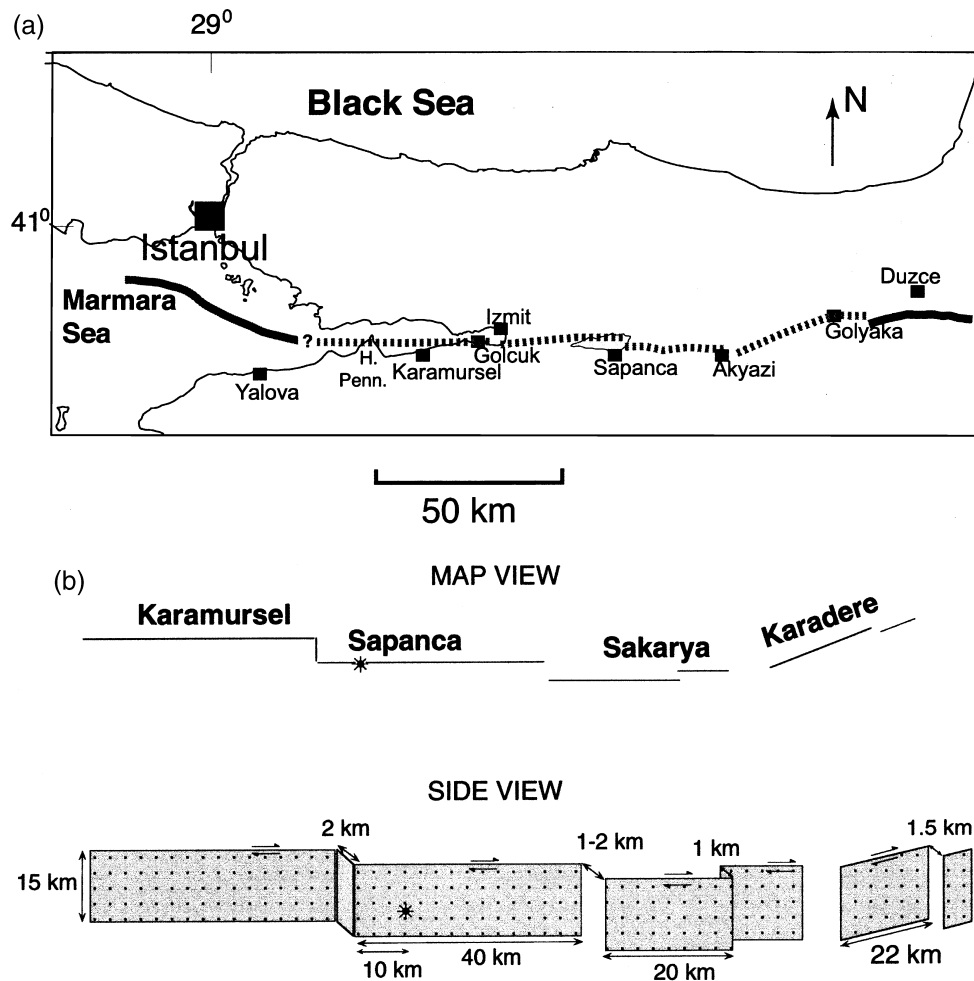 (a)
29⁰
Black Sea
N
41⁰
Istanbul
Duzce
Marmara
Sea
Izmit
Golyaka
?
H.
Penn.
Golcuk
Karamursel
Sapanca
Akyazi
Yalova
50 km
(b)
MAP VIEW
Karamursel
Sapanca
Sakarya
Karadere
SIDE VIEW
2 km
1-2 km
1 km
1.5 km
15 km
10 km
40 km
20 km
22 km